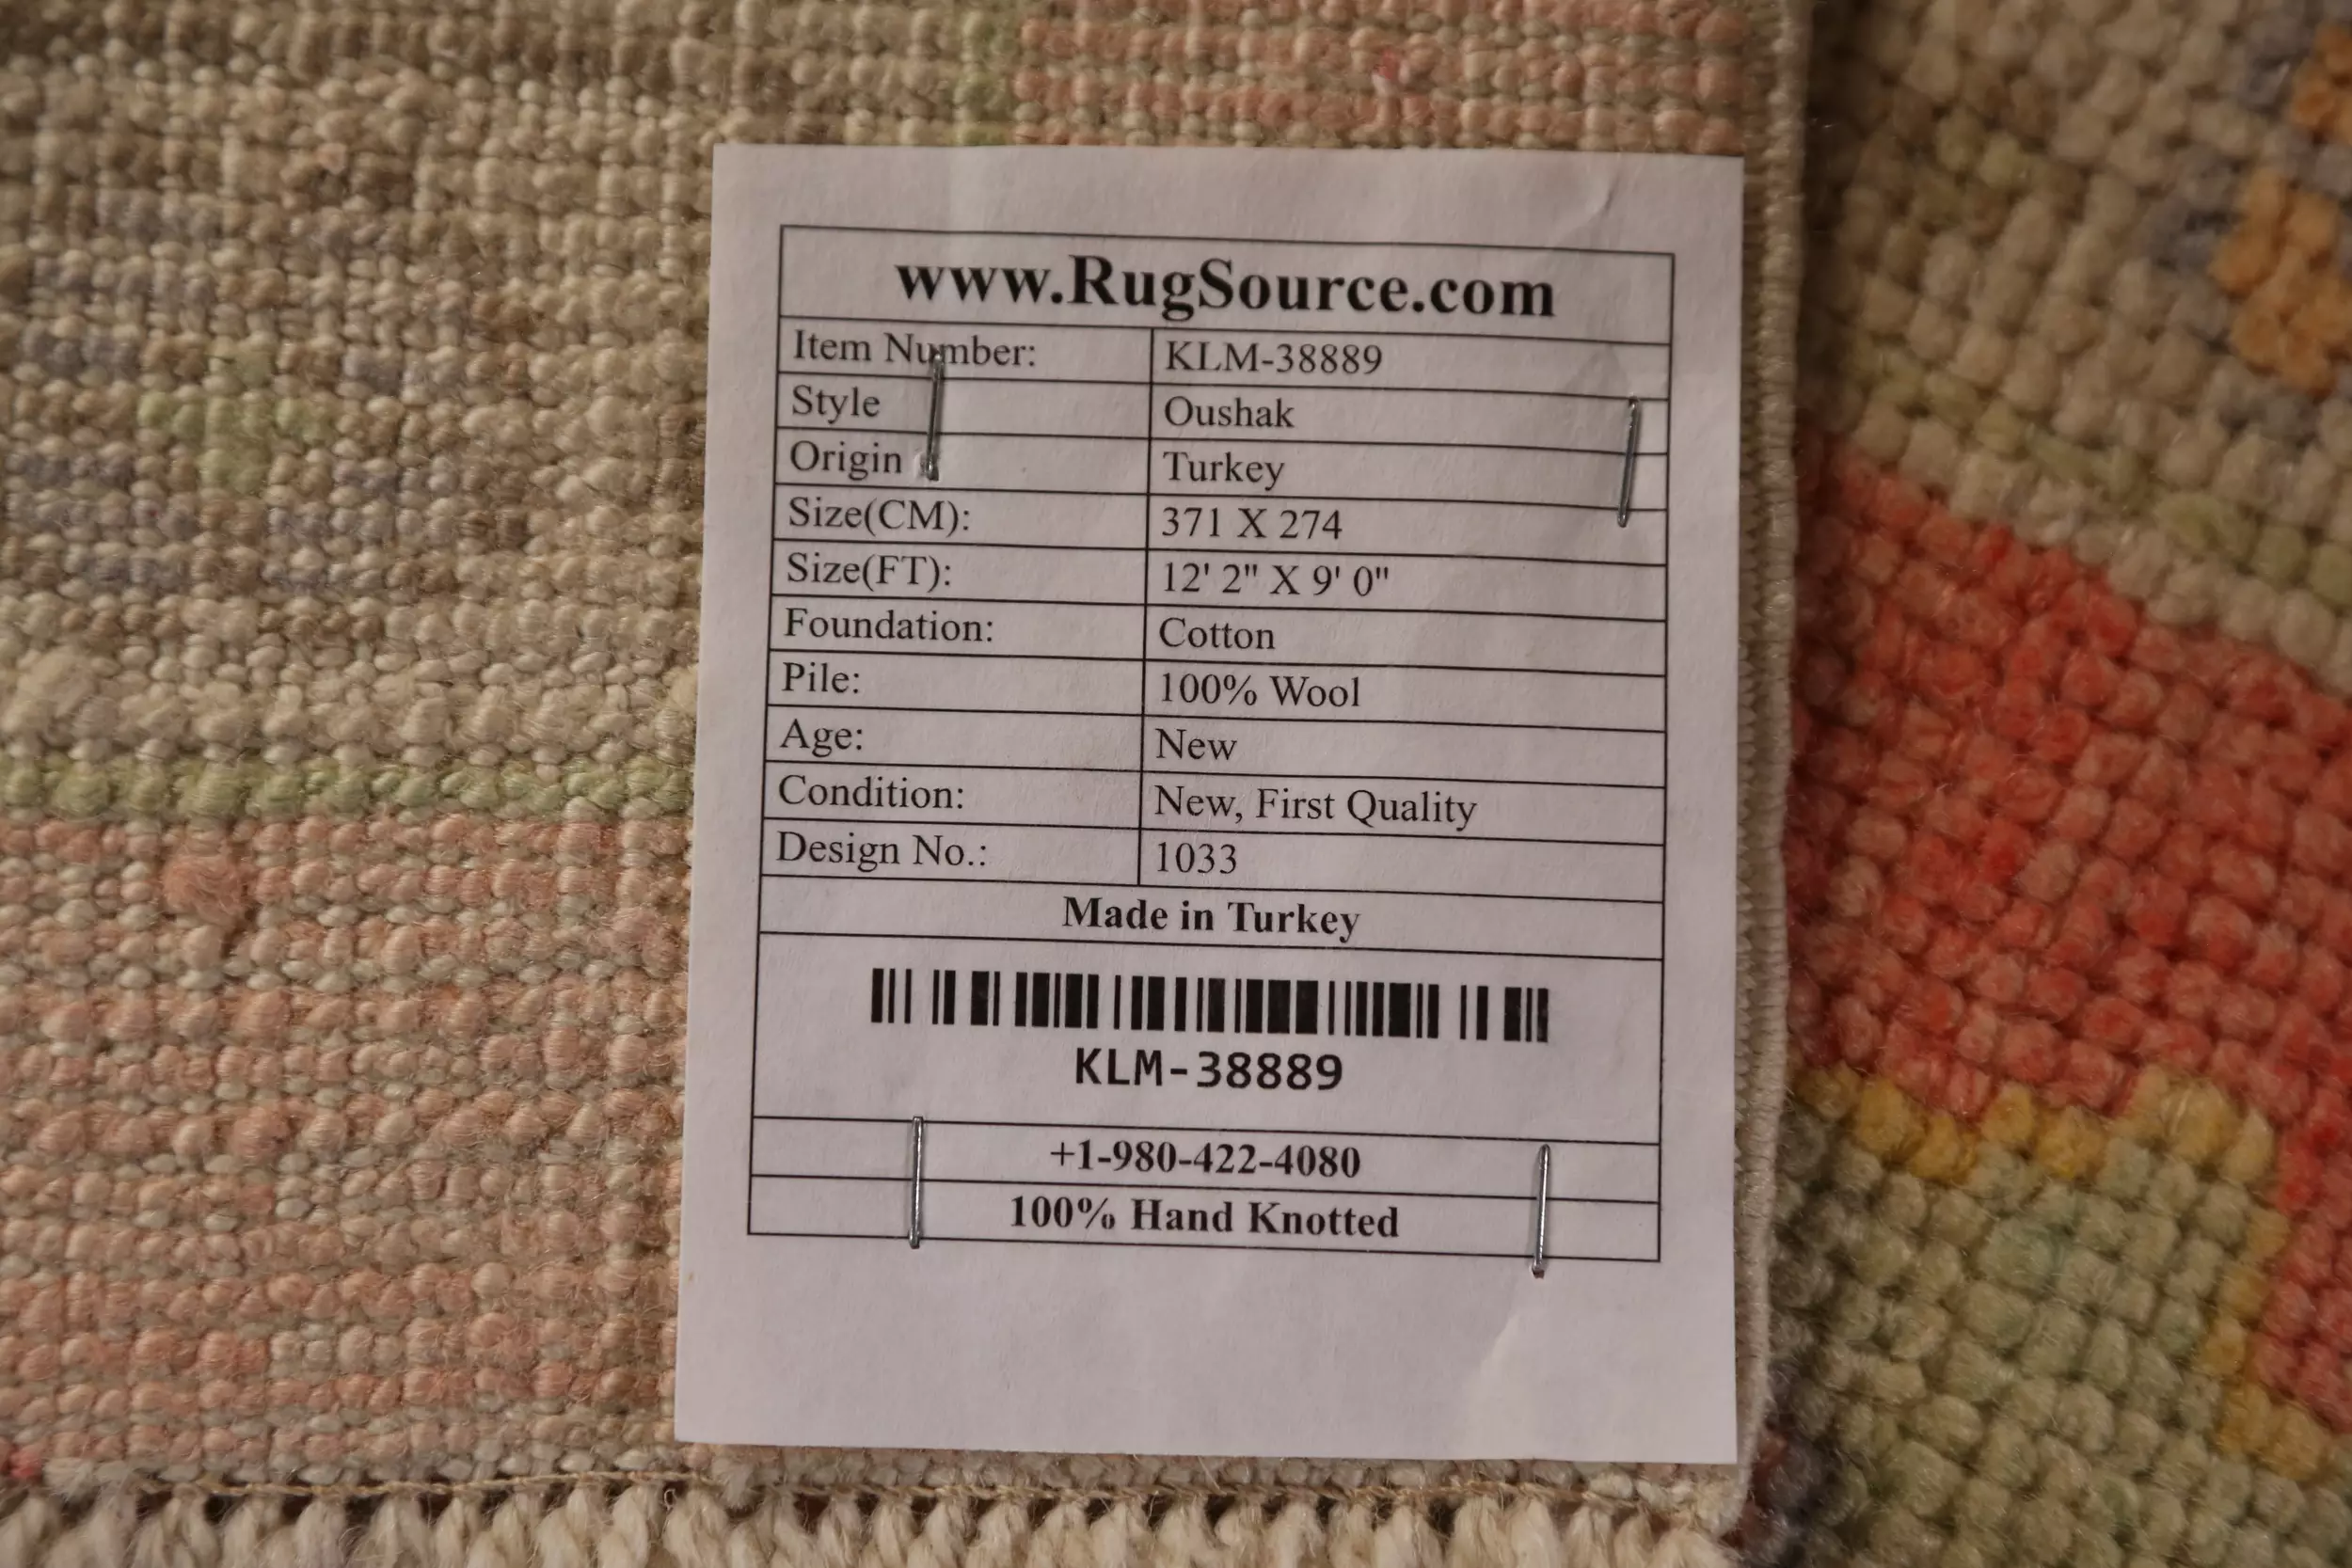 www.RugSource.com
Item Number: KLM-38889
Style Oushak
Origin Turkey
Size(CM): 371 X 274
Size(FT): 12' 2" X 9' 0"
Foundation: Cotton
Pile: 100% Wool
Age: New
Condition: New, First Quality
Design No.: 1033
Made in Turkey
KLM-38889
+1-980-422-4080
100% Hand Knotted